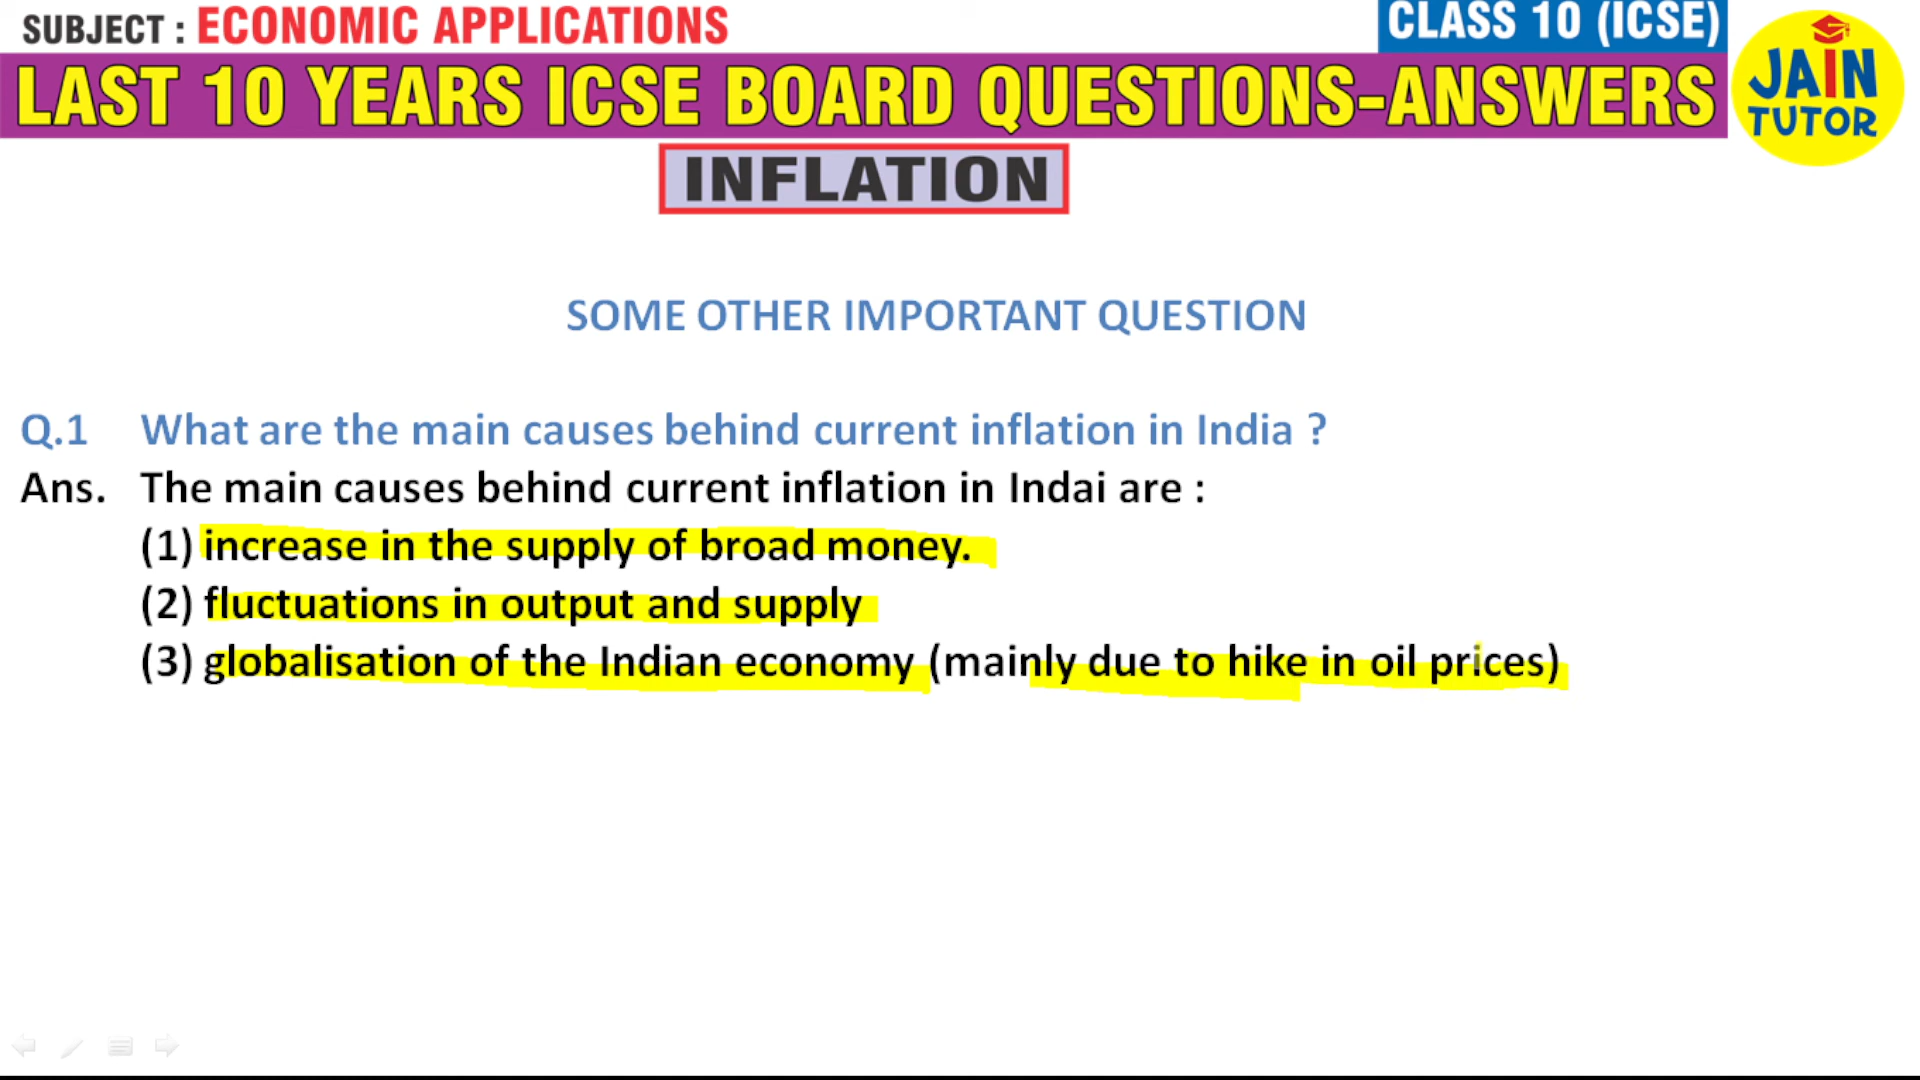 SUBJECT : ECONOMIC APPLICATIONS
CLASS 10 (ICSE)
LAST 10 YEARS ICSE BOARD QUESTIONS-ANSWERS
JAIN
TUTOR
INFLATION
SOME OTHER IMPORTANT QUESTION
Q.1 What are the main causes behind current inflation in India ?
Ans. The main causes behind current inflation in Indai are :
(1) increase in the supply of broad money.
(2) fluctuations in output and supply
(3) globalisation of the Indian economy (mainly due to hike in oil prices)